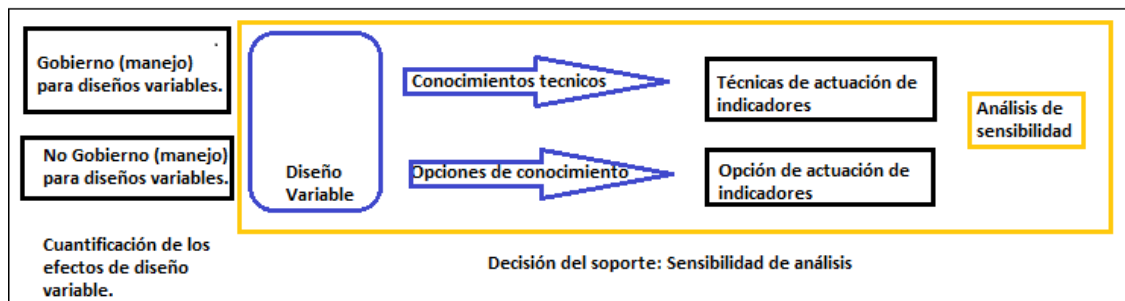 Gobierno (manejo)
para diseños variables.
No Gobierno (manejo)
para diseños variables.
Cuantificación de los
efectos de diseño
variable.
Diseño
Variable
Conocimientos tecnicos
Opciones de conocimiento
Técnicas de actuación de
indicadores
Opción de actuación de
indicadores
Análisis de
sensibilidad
Decisión del soporte: Sensibilidad de análisis